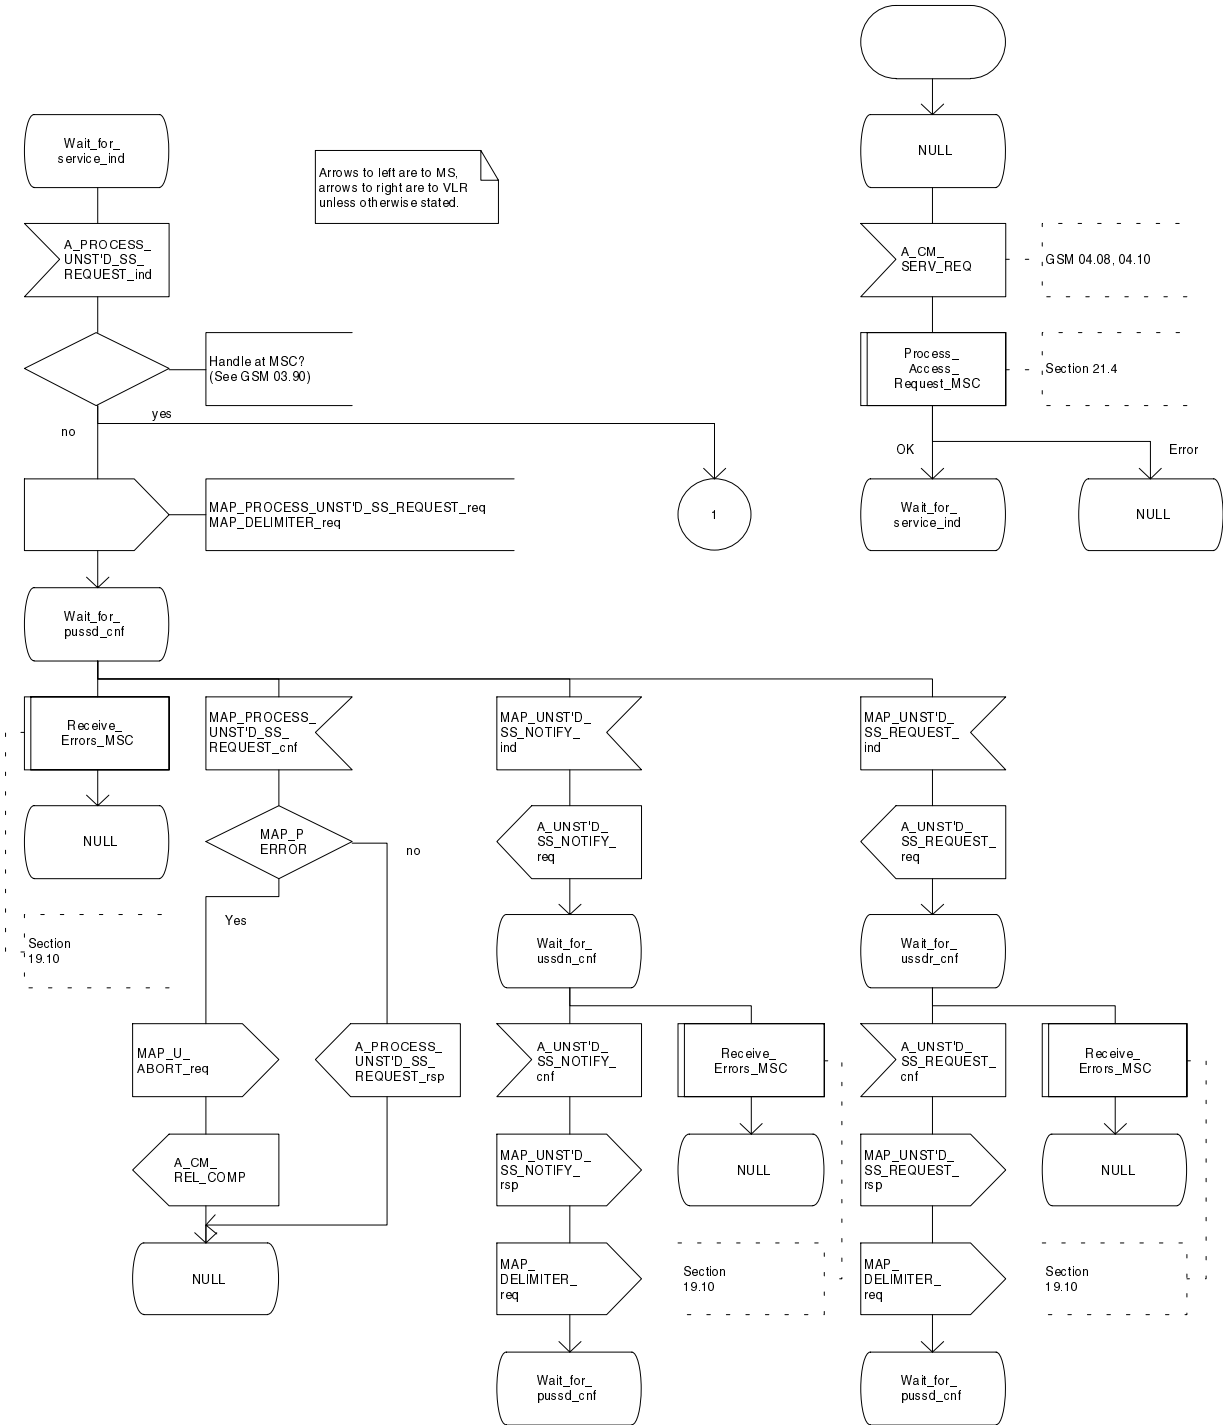 NULL
Wait_for_
service_ind
Arrows to left are to MS,
arrows to right are to VLR
unless otherwise stated.
A_PROCESS_
UNST'D_SS_
REQUEST_ind
A_CM_
SERV_REQ
GSM 04.08, 04.10
Handle at MSC?
(See GSM 03.90)
Process_
Access_
Request_MSC
Section 21.4
yes
no
OK
Error
MAP_PROCESS_UNST'D_SS_REQUEST_req
MAP_DELIMITER_req
1
Wait_for_
service_ind
NULL
Wait_for_
pussd_cnf
Receive_
Errors_MSC
MAP_PROCESS_
UNST'D_SS_
REQUEST_cnf
MAP_UNST'D_
SS_NOTIFY_
ind
MAP_UNST'D_
SS_REQUEST_
ind
NULL
MAP_P
ERROR
no
A_UNST'D_
SS_NOTIFY_
req
A_UNST'D_
SS_REQUEST_
req
Yes
Section
19.10
Wait_for_
ussdn_cnf
Wait_for_
ussdr_cnf
MAP_U_
ABORT_req
A_PROCESS_
UNST'D_SS_
REQUEST_rsp
A_UNST'D_
SS_NOTIFY_
cnf
Receive_
Errors_MSC
A_UNST'D_
SS_REQUEST_
cnf
Receive_
Errors_MSC
A_CM_
REL_COMP
MAP_UNST'D_
SS_NOTIFY_
rsp
NULL
MAP_UNST'D_
SS_REQUEST_
rsp
NULL
NULL
MAP_
DELIMITER_
req
Section
19.10
MAP_
DELIMITER_
req
Section
19.10
Wait_for_
pussd_cnf
Wait_for_
pussd_cnf